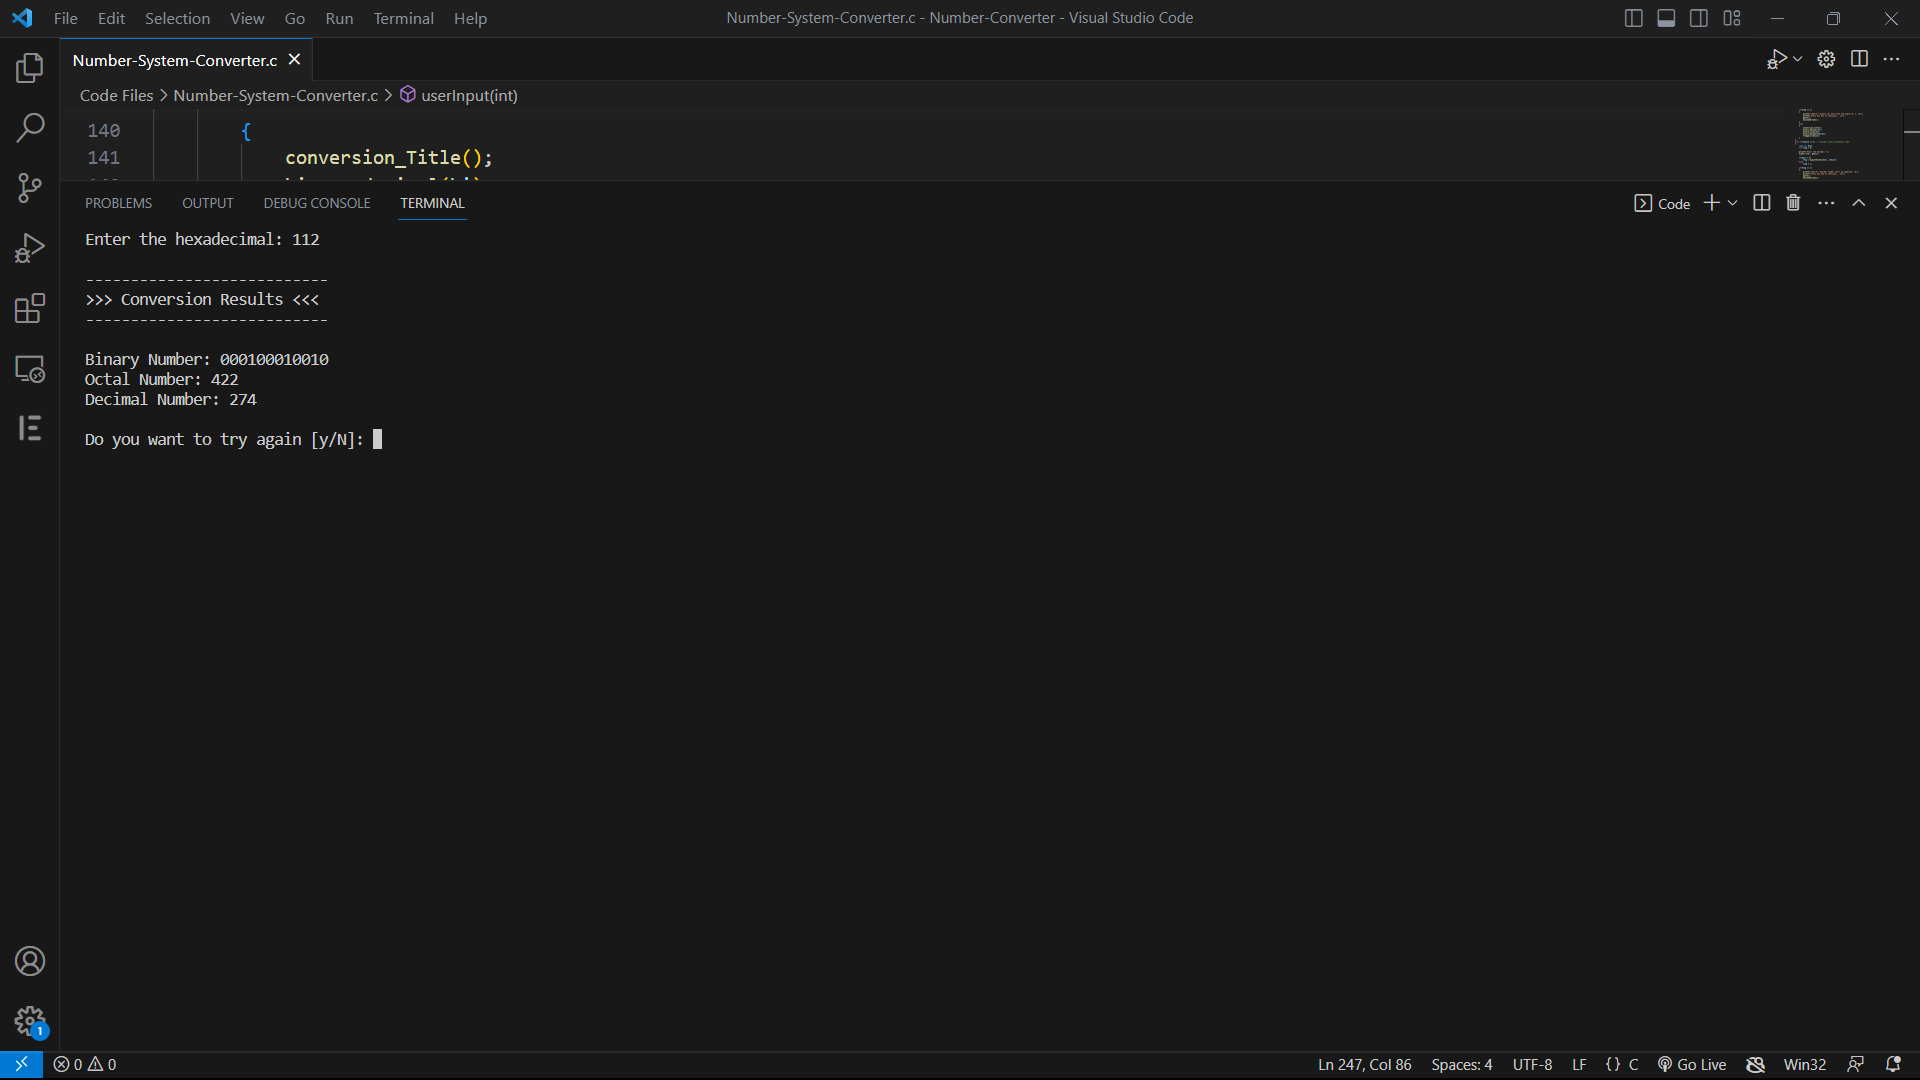 File Edit Selection View Go Run Terminal Help
Number-System-Converter.c - Number-Converter - Visual Studio Code
Number-System-Converter.c
Code Files > Number-System-Converter.c > userInput(int)
140 {
141 conversion_Title();
PROBLEMS OUTPUT DEBUG CONSOLE TERMINAL
Code
Enter the hexadecimal: 112
---------------------------
>>> Conversion Results <<<
---------------------------
Binary Number: 000100010010
Octal Number: 422
Decimal Number: 274
Do you want to try again [y/N]:
1
0 0
Ln 247, Col 86 Spaces: 4 UTF-8 LF {} C Go Live Win32